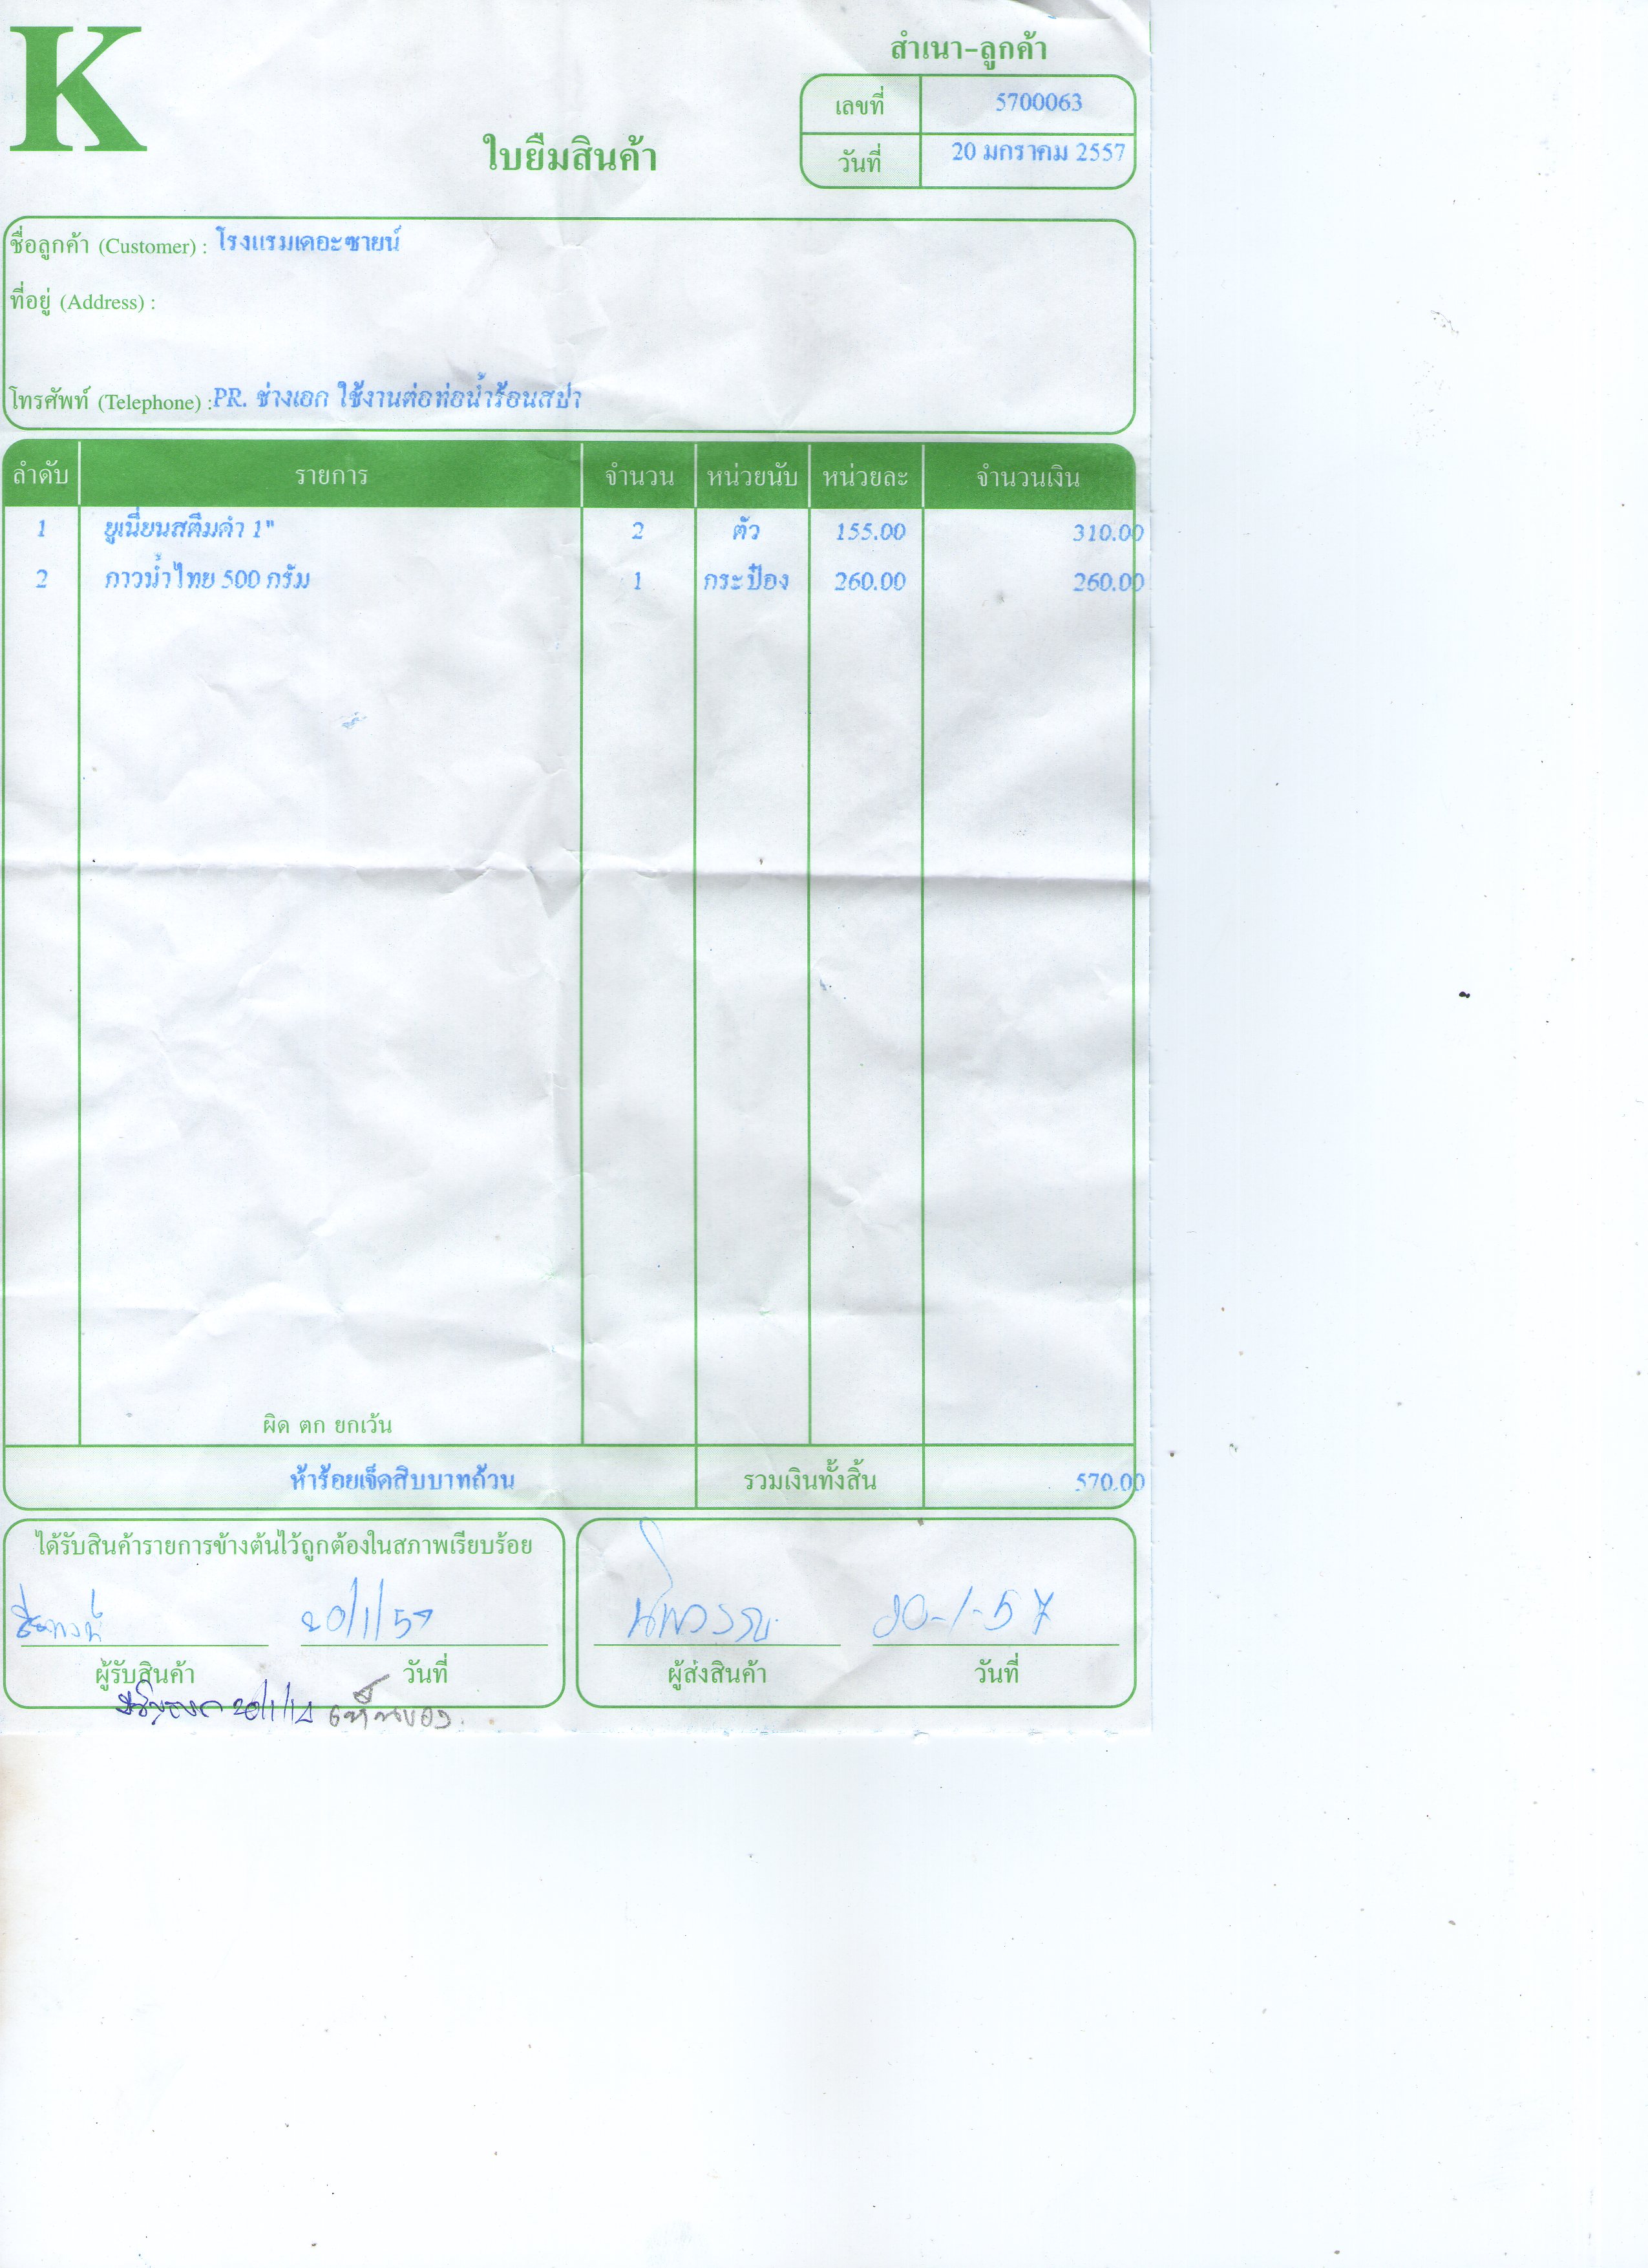 K
สำเนา-ลูกค้า
เลขที่ 5700063
ใบยืมสินค้า
วันที่ 20 มกราคม 2557
ชื่อลูกค้า (Customer) : โรงแรมเดอะซายน์
ที่อยู่ (Address) :
โทรศัพท์ (Telephone) : PR. ช่างเอก ใช้งานต่อท่อน้ำร้อนสปา
ลำดับ รายการ จำนวน หน่วยนับ หน่วยละ จำนวนเงิน
1 ยูเนี่ยนสตีมดำ 1" 2 ตัว 155.00 310.00
2 กาวน้ำไทย 500 กรัม 1 กระป๋อง 260.00 260.00
ผิด ตก ยกเว้น
ห้าร้อยเจ็ดสิบบาทถ้วน รวมเงินทั้งสิ้น 570.00
ได้รับสินค้ารายการข้างต้นไว้ถูกต้องในสภาพเรียบร้อย
20/1/57 20-1-57
ผู้รับสินค้า วันที่ ผู้ส่งสินค้า วันที่
20/1/14 เห็นของ